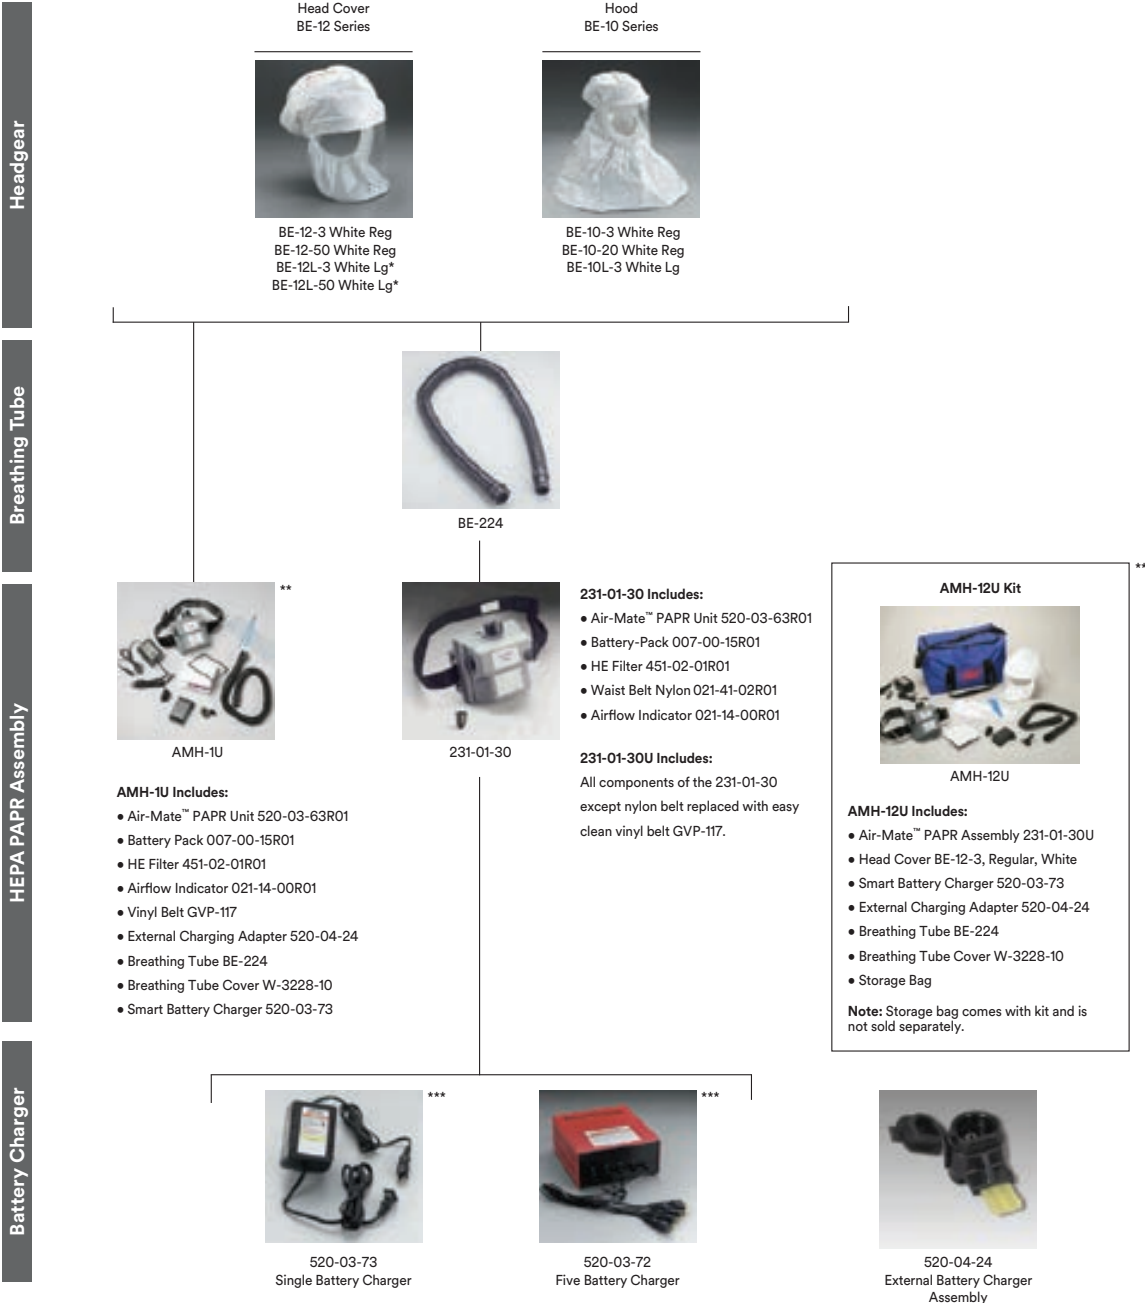 Headgear
Head Cover
BE-12 Series
Hood
BE-10 Series
BE-12-3 White Reg
BE-12-50 White Reg
BE-12L-3 White Lg*
BE-12L-50 White Lg*
BE-10-3 White Reg
BE-10-20 White Reg
BE-10L-3 White Lg
Breathing Tube
BE-224
HEPA PAPR Assembly
**
AMH-1U
AMH-1U Includes:
• Air-Mate™ PAPR Unit 520-03-63R01
• Battery Pack 007-00-15R01
• HE Filter 451-02-01R01
• Airflow Indicator 021-14-00R01
• Vinyl Belt GVP-117
• External Charging Adapter 520-04-24
• Breathing Tube BE-224
• Breathing Tube Cover W-3228-10
• Smart Battery Charger 520-03-73
231-01-30
231-01-30 Includes:
• Air-Mate™ PAPR Unit 520-03-63R01
• Battery-Pack 007-00-15R01
• HE Filter 451-02-01R01
• Waist Belt Nylon 021-41-02R01
• Airflow Indicator 021-14-00R01
231-01-30U Includes:
All components of the 231-01-30
except nylon belt replaced with easy
clean vinyl belt GVP-117.
**
AMH-12U Kit
AMH-12U
AMH-12U Includes:
• Air-Mate™ PAPR Assembly 231-01-30U
• Head Cover BE-12-3, Regular, White
• Smart Battery Charger 520-03-73
• External Charging Adapter 520-04-24
• Breathing Tube BE-224
• Breathing Tube Cover W-3228-10
• Storage Bag
Note: Storage bag comes with kit and is
not sold separately.
Battery Charger
***
520-03-73
Single Battery Charger
***
520-03-72
Five Battery Charger
520-04-24
External Battery Charger
Assembly